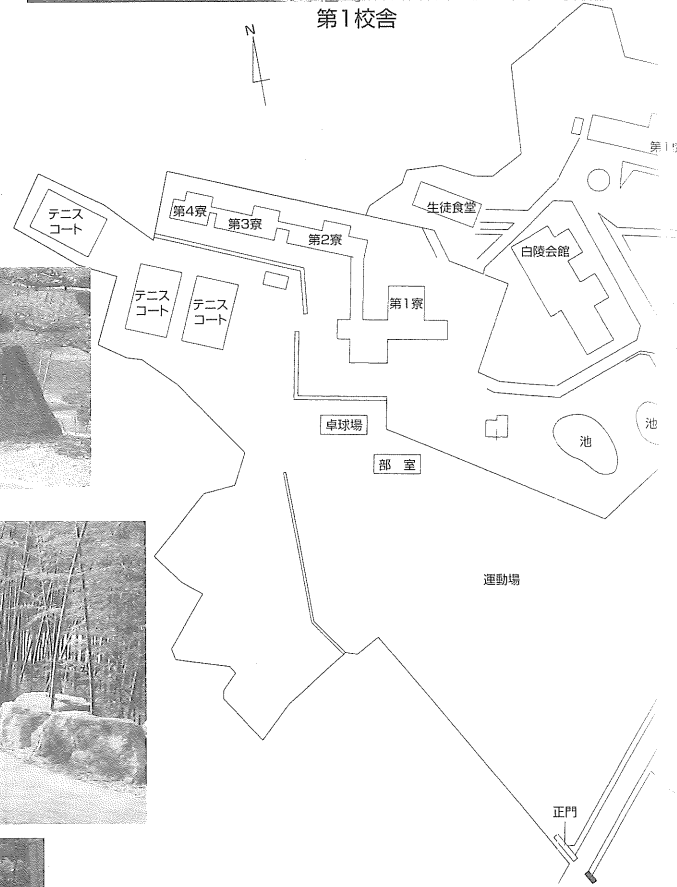 第1校舎
N
第1
生徒食堂
テニス
コート
第4寮
第3寮
第2寮
白陵会館
テニス
コート
テニス
コート
第1寮
卓球場
池
池
部 室
運動場
正門